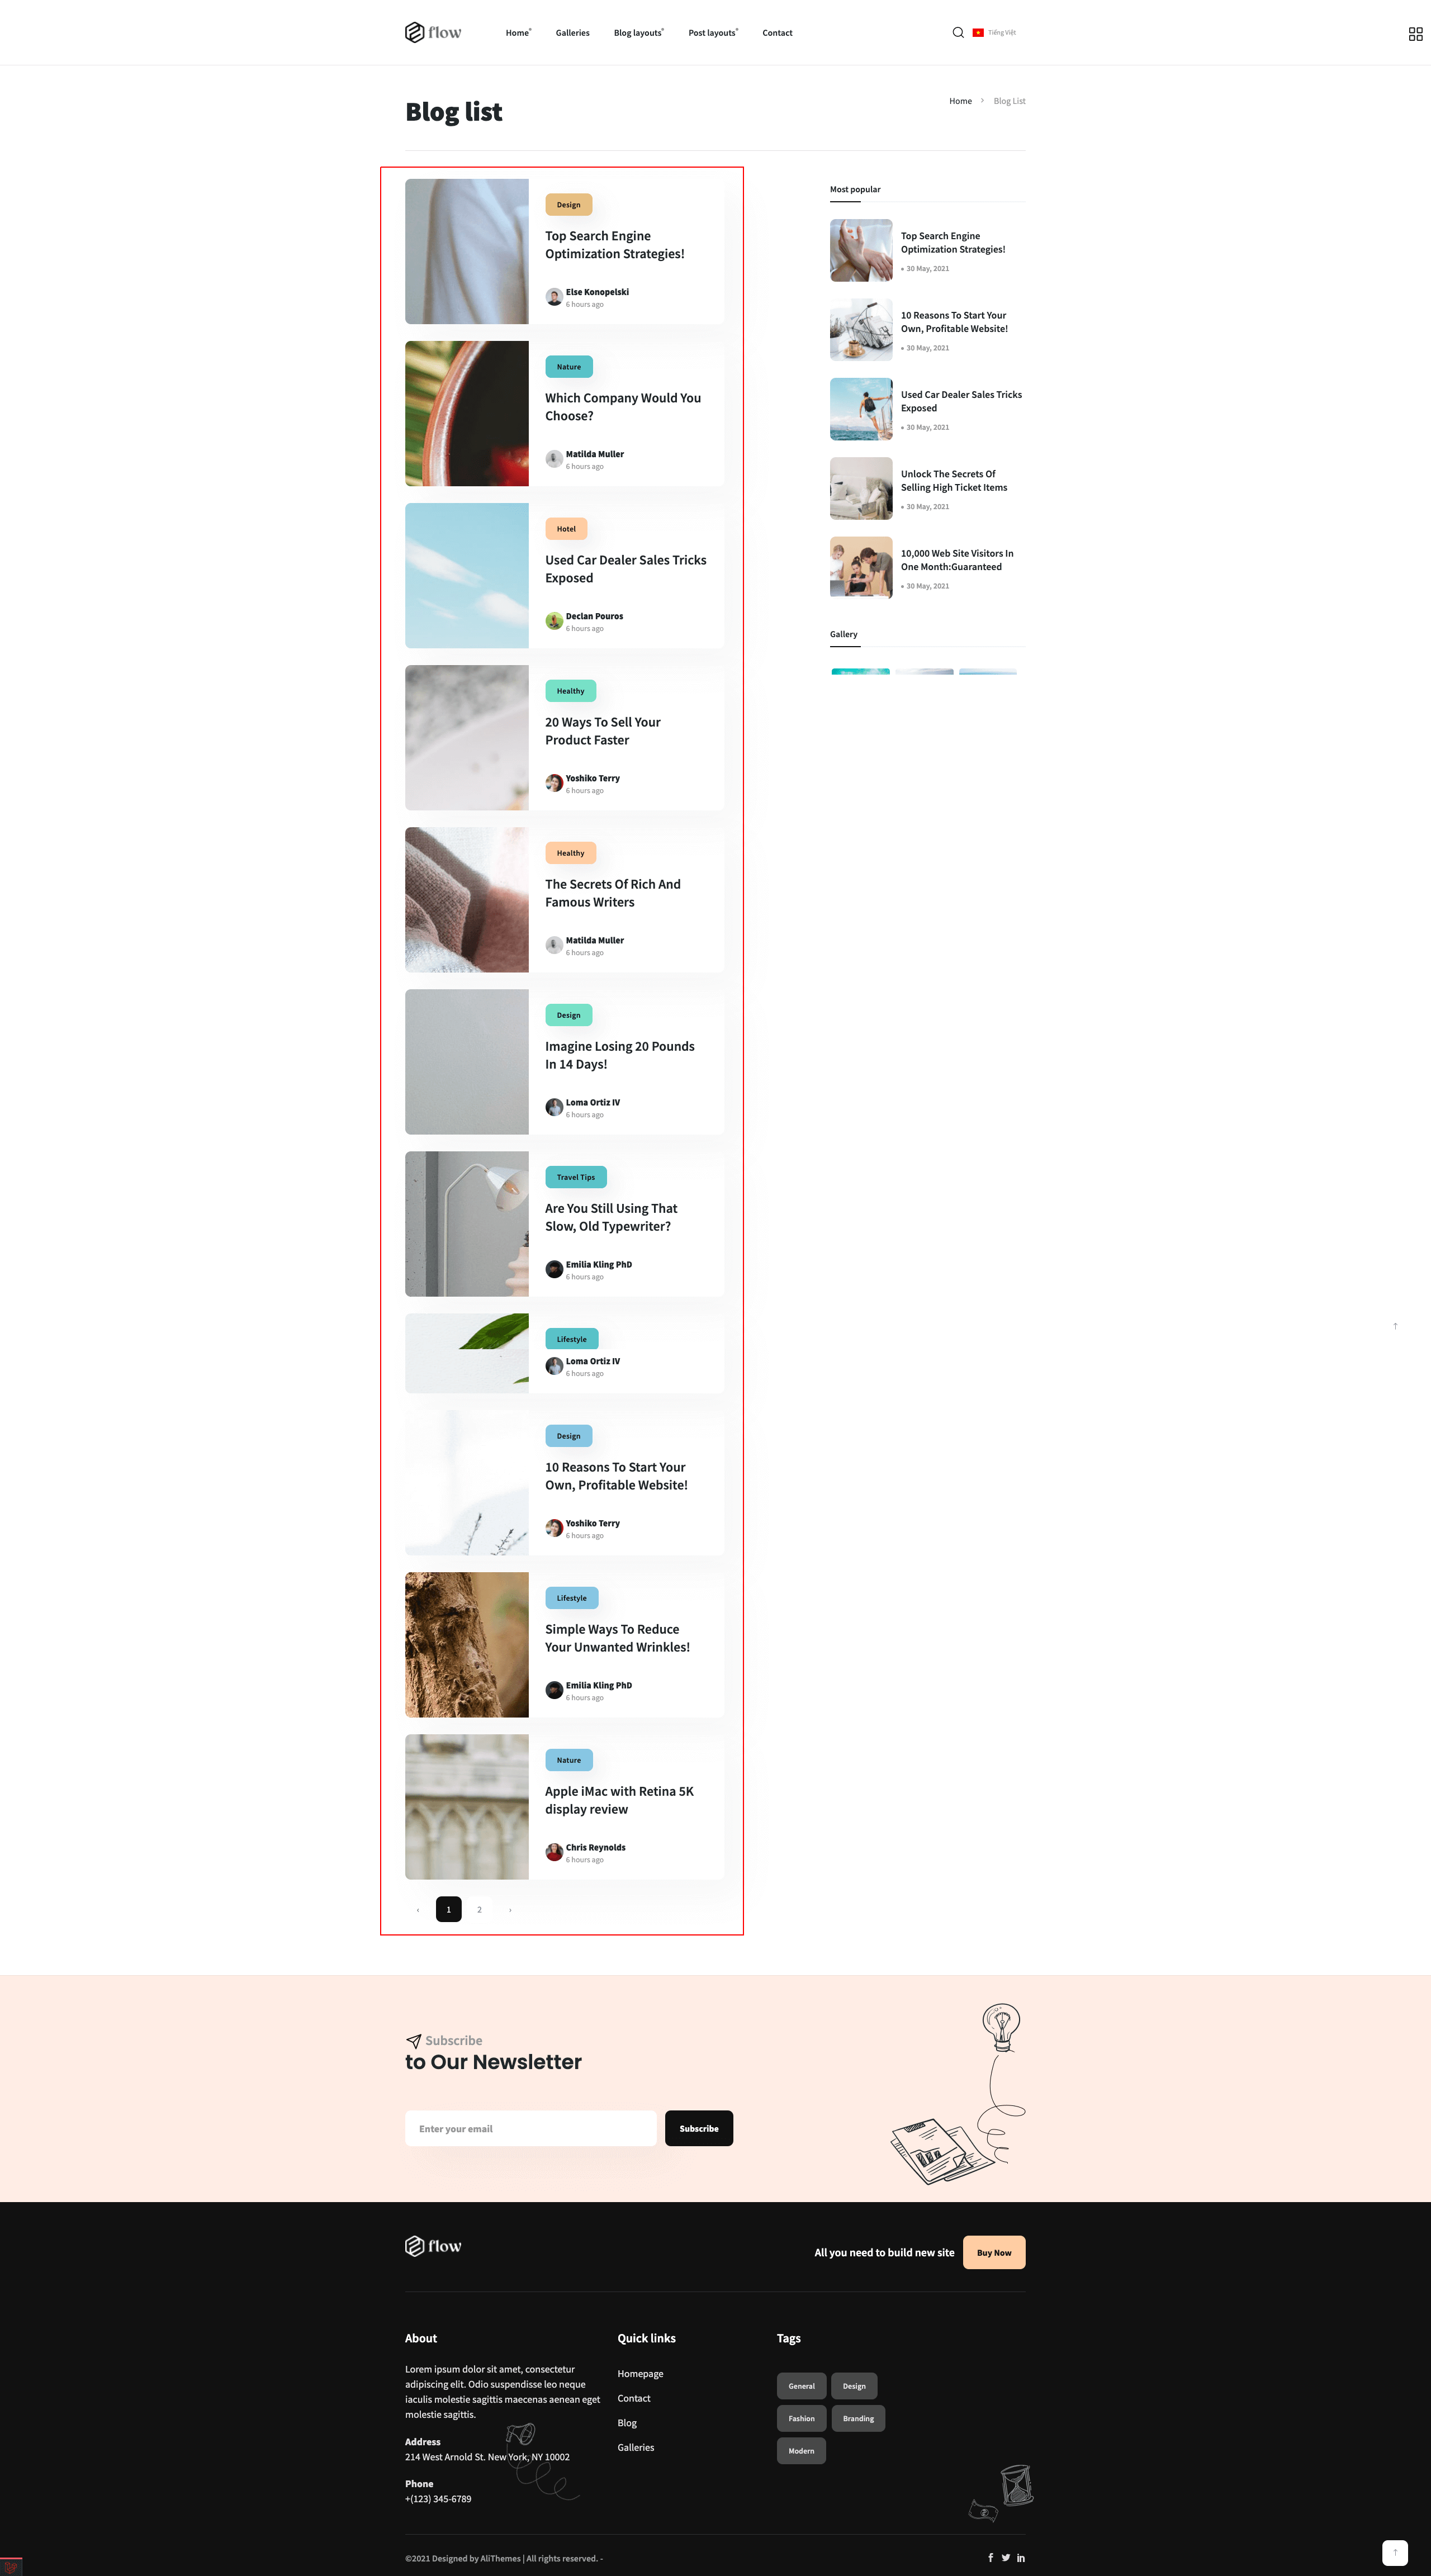 flow
Home
Galleries
Blog layouts
Post layouts
Contact
Tiếng Việt
Blog list
Home › Blog List
Design
Top Search Engine
Optimization Strategies!
Else Konopelski
6 hours ago
Nature
Which Company Would You
Choose?
Matilda Muller
6 hours ago
Hotel
Used Car Dealer Sales Tricks
Exposed
Declan Pouros
6 hours ago
Healthy
20 Ways To Sell Your
Product Faster
Yoshiko Terry
6 hours ago
Healthy
The Secrets Of Rich And
Famous Writers
Matilda Muller
6 hours ago
Design
Imagine Losing 20 Pounds
In 14 Days!
Loma Ortiz IV
6 hours ago
Travel Tips
Are You Still Using That
Slow, Old Typewriter?
Emilia Kling PhD
6 hours ago
Lifestyle
Loma Ortiz IV
6 hours ago
Design
10 Reasons To Start Your
Own, Profitable Website!
Yoshiko Terry
6 hours ago
Lifestyle
Simple Ways To Reduce
Your Unwanted Wrinkles!
Emilia Kling PhD
6 hours ago
Nature
Apple iMac with Retina 5K
display review
Chris Reynolds
6 hours ago
‹ 1 2 ›
Most popular
Top Search Engine
Optimization Strategies!
• 30 May, 2021
10 Reasons To Start Your
Own, Profitable Website!
• 30 May, 2021
Used Car Dealer Sales Tricks
Exposed
• 30 May, 2021
Unlock The Secrets Of
Selling High Ticket Items
• 30 May, 2021
10,000 Web Site Visitors In
One Month:Guaranteed
• 30 May, 2021
Gallery
Subscribe
to Our Newsletter
Enter your email
Subscribe
flow
All you need to build new site
Buy Now
About
Lorem ipsum dolor sit amet, consectetur
adipiscing elit. Odio suspendisse leo neque
iaculis molestie sagittis maecenas aenean eget
molestie sagittis.
Address
214 West Arnold St. New York, NY 10002
Phone
+(123) 345-6789
Quick links
Homepage
Contact
Blog
Galleries
Tags
General
Design
Fashion
Branding
Modern
©2021 Designed by AliThemes | All rights reserved. -